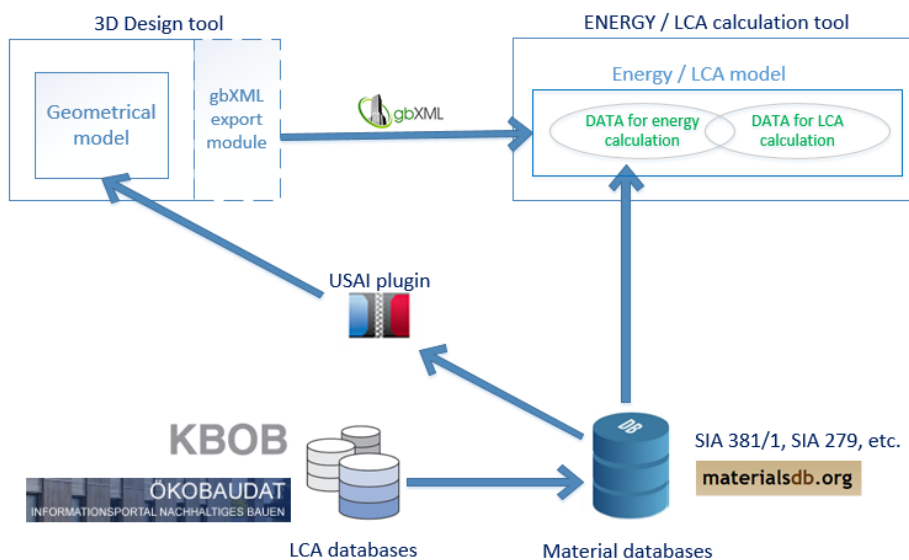 3D Design tool
ENERGY / LCA calculation tool
Geometrical
model
gbXML
export
module
gbXML
Energy / LCA model
DATA for energy
calculation
DATA for LCA
calculation
USAI plugin
KBOB
ÖKOBAUDAT
INFORMATIONSPORTAL NACHHALTIGES BAUEN
LCA databases
DB
SIA 381/1, SIA 279, etc.
materialsdb.org
Material databases